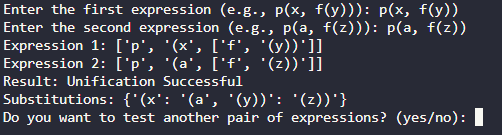 Enter the first expression (e.g., p(x, f(y))): p(x, f(y))
Enter the second expression (e.g., p(a, f(z))): p(a, f(z))
Expression 1: ['p', '(x', ['f', '(y))']]
Expression 2: ['p', '(a', ['f', '(z))']]
Result: Unification Successful
Substitutions: {'(x': '(a', '(y))': '(z))'}
Do you want to test another pair of expressions? (yes/no):